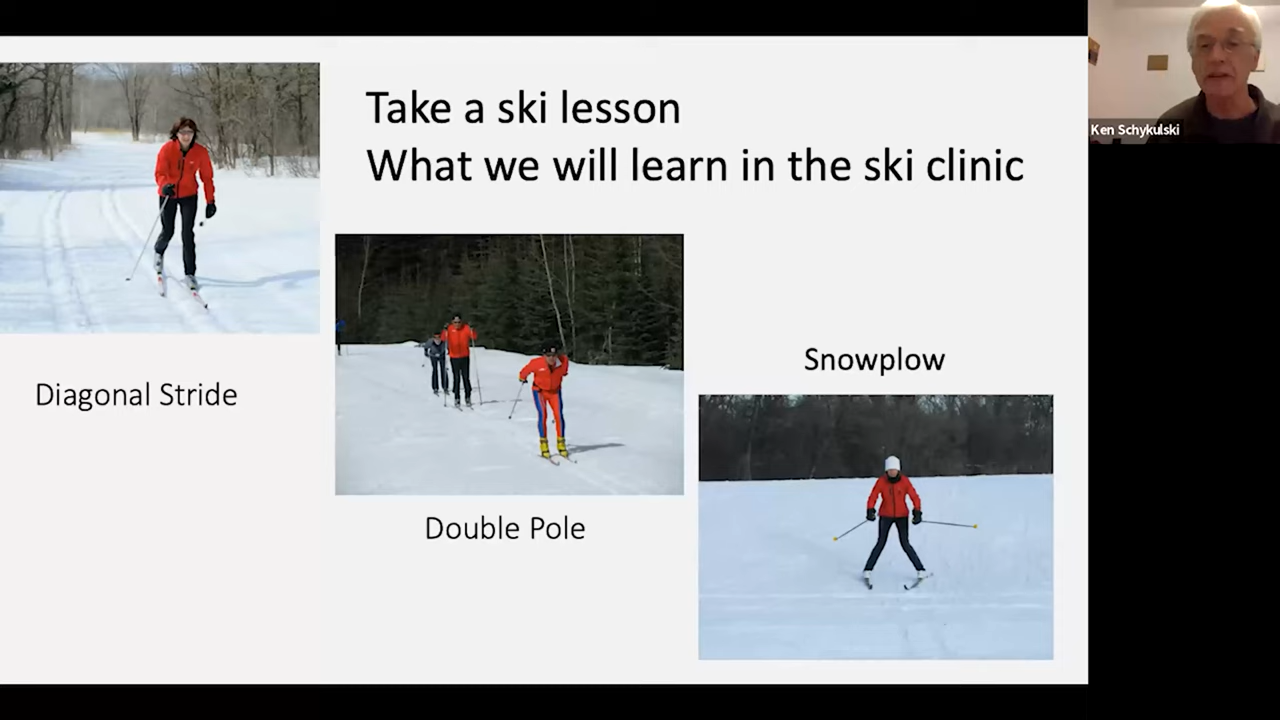 Take a ski lesson
What we will learn in the ski clinic
Ken Schykulski
Diagonal Stride
Double Pole
Snowplow